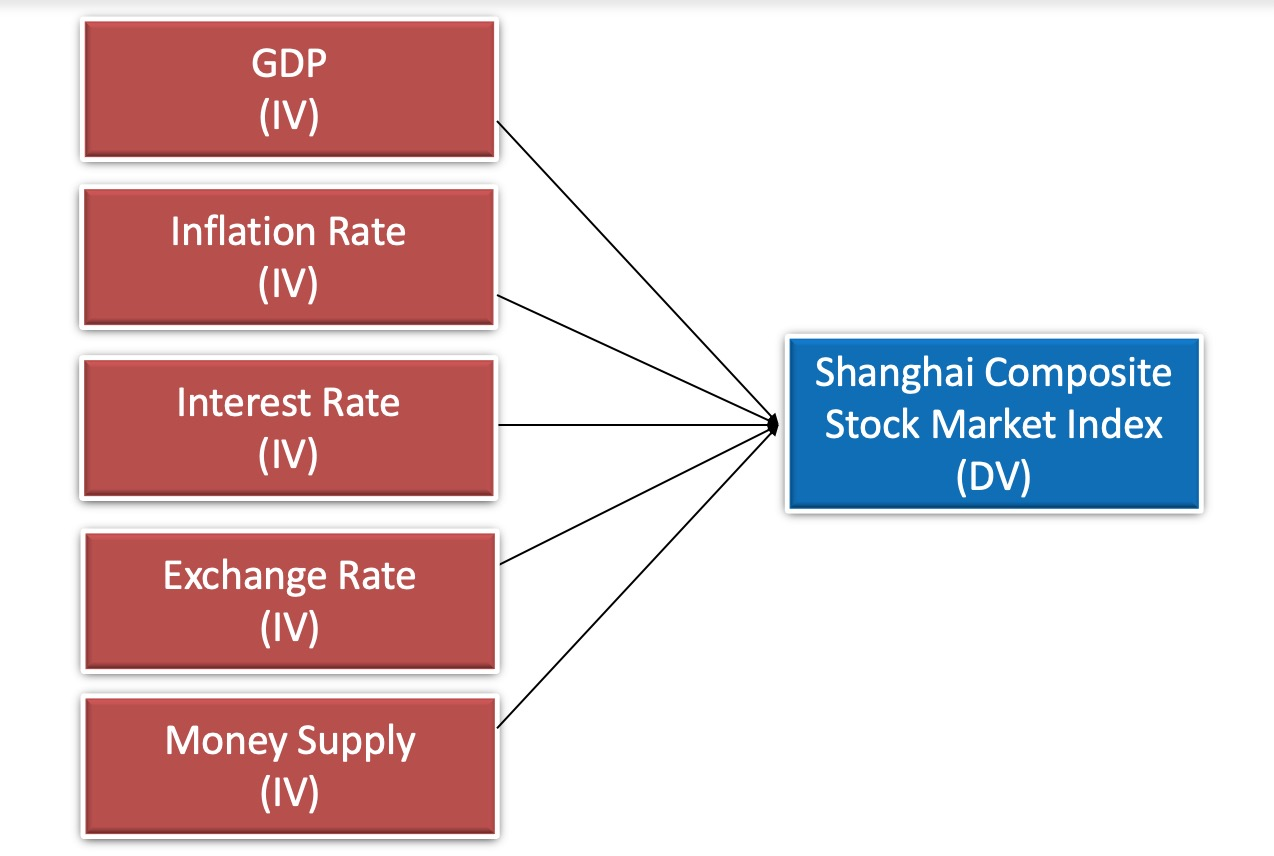 GDP
(IV)
Inflation Rate
(IV)
Interest Rate
(IV)
Exchange Rate
(IV)
Money Supply
(IV)
Shanghai Composite
Stock Market Index
(DV)